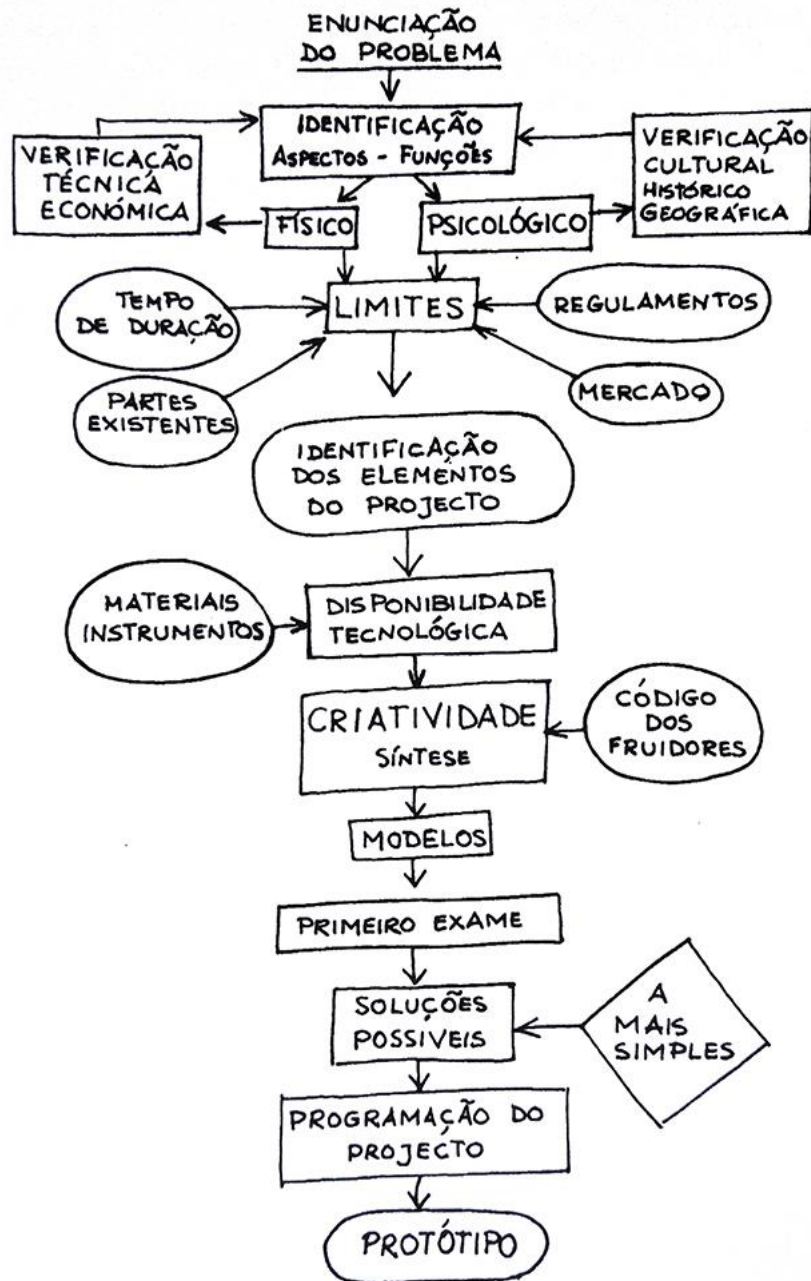 ENUNCIAÇÃO
DO PROBLEMA
IDENTIFICAÇÃO
ASPECTOS - FUNÇÕES
VERIFICAÇÃO
TÉCNICA
ECONÓMICA
VERIFICAÇÃO
CULTURAL
HISTÓRICO
GEOGRÁFICA
FÍSICO
PSICOLÓGICO
TEMPO
DE DURAÇÃO
LIMITES
REGULAMENTOS
PARTES
EXISTENTES
MERCADO
IDENTIFICAÇÃO
DOS ELEMENTOS
DO PROJECTO
MATERIAIS
INSTRUMENTOS
DISPONIBILIDADE
TECNOLÓGICA
CRIATIVIDADE
SÍNTESE
CÓDIGO
DOS
FRUIDORES
MODELOS
PRIMEIRO EXAME
SOLUÇÕES
POSSIVEIS
A
MAIS
SIMPLES
PROGRAMAÇÃO DO
PROJECTO
PROTÓTIPO